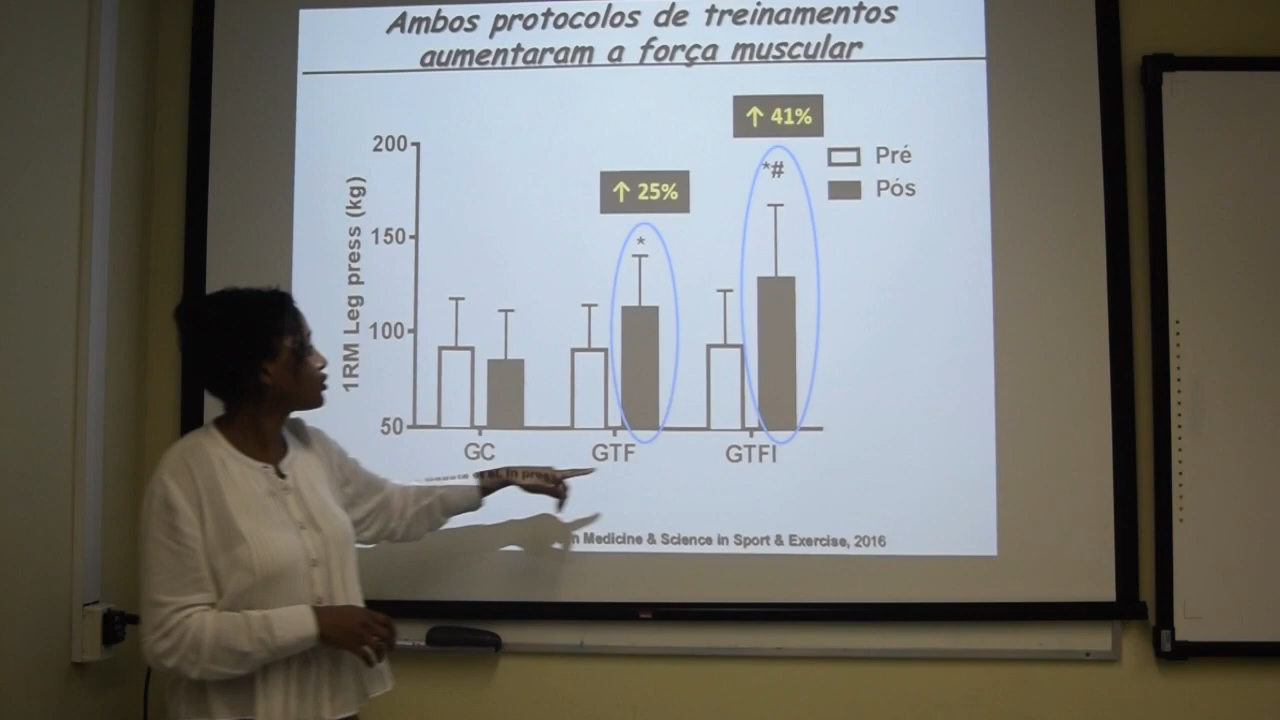 Ambos protocolos de treinamentos
aumentaram a força muscular
↑ 41%
Pré
Pós
↑ 25%
*#
*
1RM Leg press (kg)
200
150
100
50
GC
GTF
GTFI
in press
Medicine & Science in Sport & Exercise, 2016